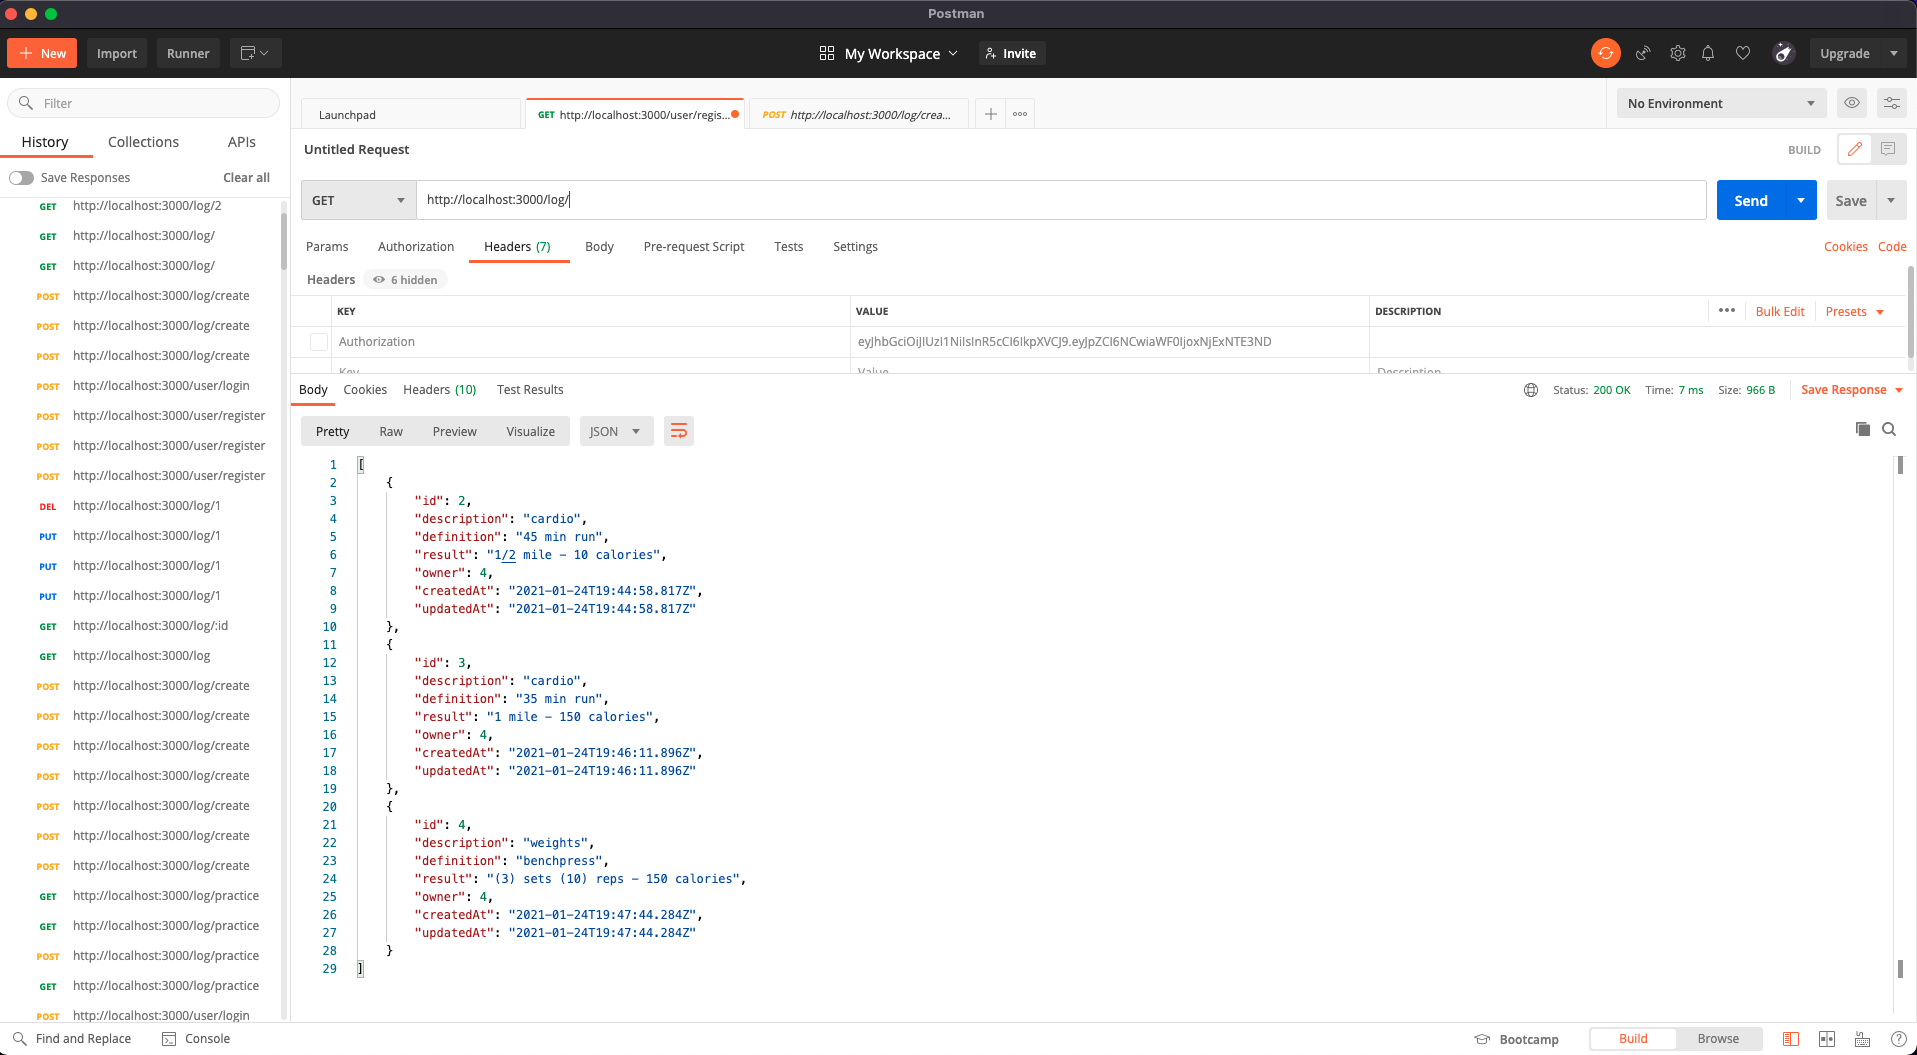 Postman
New
Import
Runner
My Workspace
Invite
Upgrade
Filter
History
Collections
APIs
Save Responses
Clear all
GET http://localhost:3000/log/2
GET http://localhost:3000/log/
GET http://localhost:3000/log/
POST http://localhost:3000/log/create
POST http://localhost:3000/log/create
POST http://localhost:3000/log/create
POST http://localhost:3000/user/login
POST http://localhost:3000/user/register
POST http://localhost:3000/user/register
POST http://localhost:3000/user/register
DEL http://localhost:3000/log/1
PUT http://localhost:3000/log/1
PUT http://localhost:3000/log/1
PUT http://localhost:3000/log/1
GET http://localhost:3000/log/:id
GET http://localhost:3000/log
POST http://localhost:3000/log/create
POST http://localhost:3000/log/create
POST http://localhost:3000/log/create
POST http://localhost:3000/log/create
POST http://localhost:3000/log/create
POST http://localhost:3000/log/create
POST http://localhost:3000/log/create
GET http://localhost:3000/log/practice
GET http://localhost:3000/log/practice
POST http://localhost:3000/log/practice
GET http://localhost:3000/log/practice
POST http://localhost:3000/user/login
Launchpad
GET http://localhost:3000/user/regis...
POST http://localhost:3000/log/crea...
No Environment
Untitled Request
BUILD
GET
http://localhost:3000/log/
Send
Save
Params
Authorization
Headers (7)
Body
Pre-request Script
Tests
Settings
Cookies
Code
Headers
6 hidden
KEY
VALUE
DESCRIPTION
Bulk Edit
Presets
Authorization
eyJhbGciOiJIUzI1NiIsInR5cCI6IkpXVCJ9.eyJpZCI6NCwiaWF0IjoxNjExNTE3ND
Key
Value
Description
Body
Cookies
Headers (10)
Test Results
Status: 200 OK
Time: 7 ms
Size: 966 B
Save Response
Pretty
Raw
Preview
Visualize
JSON
1 [
2 {
3 "id": 2,
4 "description": "cardio",
5 "definition": "45 min run",
6 "result": "1/2 mile - 10 calories",
7 "owner": 4,
8 "createdAt": "2021-01-24T19:44:58.817Z",
9 "updatedAt": "2021-01-24T19:44:58.817Z"
10 },
11 {
12 "id": 3,
13 "description": "cardio",
14 "definition": "35 min run",
15 "result": "1 mile - 150 calories",
16 "owner": 4,
17 "createdAt": "2021-01-24T19:46:11.896Z",
18 "updatedAt": "2021-01-24T19:46:11.896Z"
19 },
20 {
21 "id": 4,
22 "description": "weights",
23 "definition": "benchpress",
24 "result": "(3) sets (10) reps - 150 calories",
25 "owner": 4,
26 "createdAt": "2021-01-24T19:47:44.284Z",
27 "updatedAt": "2021-01-24T19:47:44.284Z"
28 }
29 ]
Find and Replace
Console
Bootcamp
Build
Browse